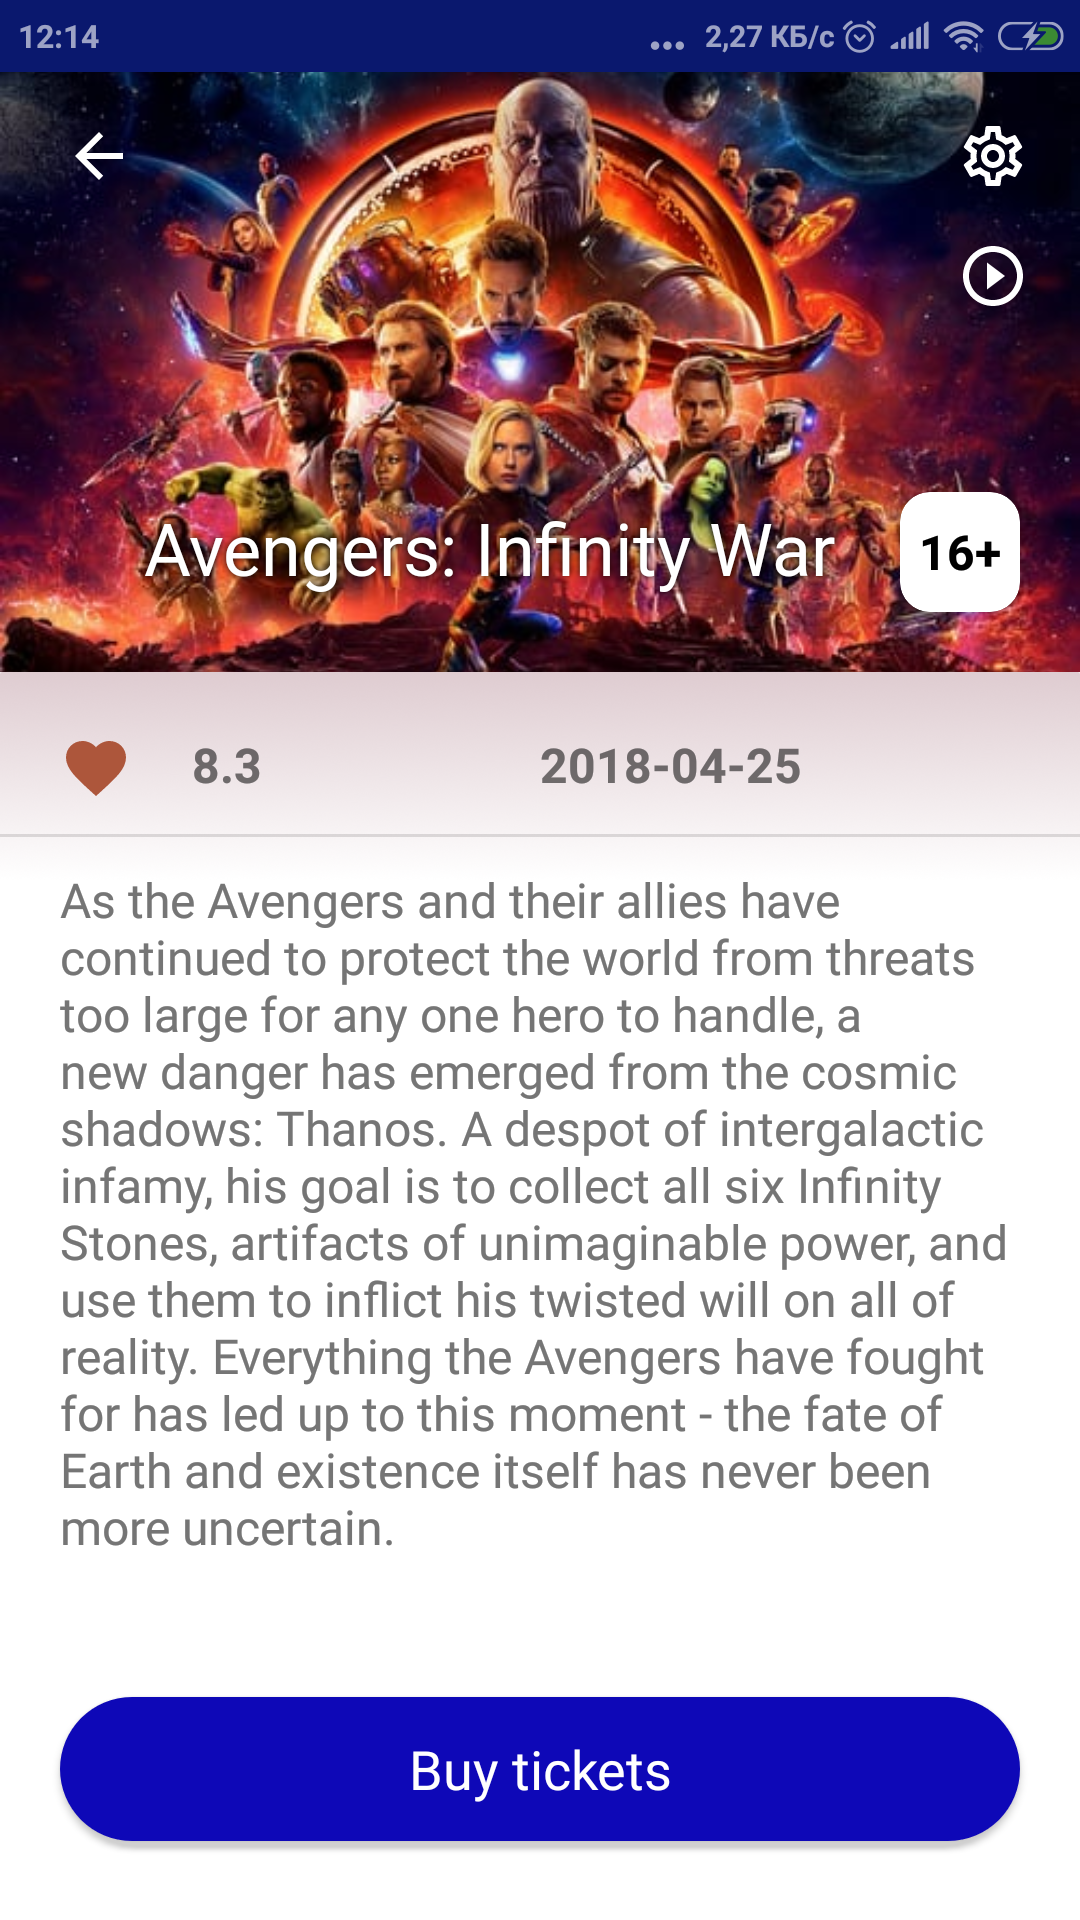 12:14
... 2,27 КБ/с
Avengers: Infinity War
16+
8.3
2018-04-25
As the Avengers and their allies have
continued to protect the world from threats
too large for any one hero to handle, a
new danger has emerged from the cosmic
shadows: Thanos. A despot of intergalactic
infamy, his goal is to collect all six Infinity
Stones, artifacts of unimaginable power, and
use them to inflict his twisted will on all of
reality. Everything the Avengers have fought
for has led up to this moment - the fate of
Earth and existence itself has never been
more uncertain.
Buy tickets